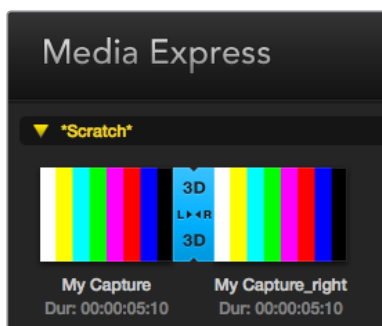 Media Express
*Scratch*
3D
L R
3D
My Capture My Capture_right
Dur: 00:00:05:10 Dur: 00:00:05:10